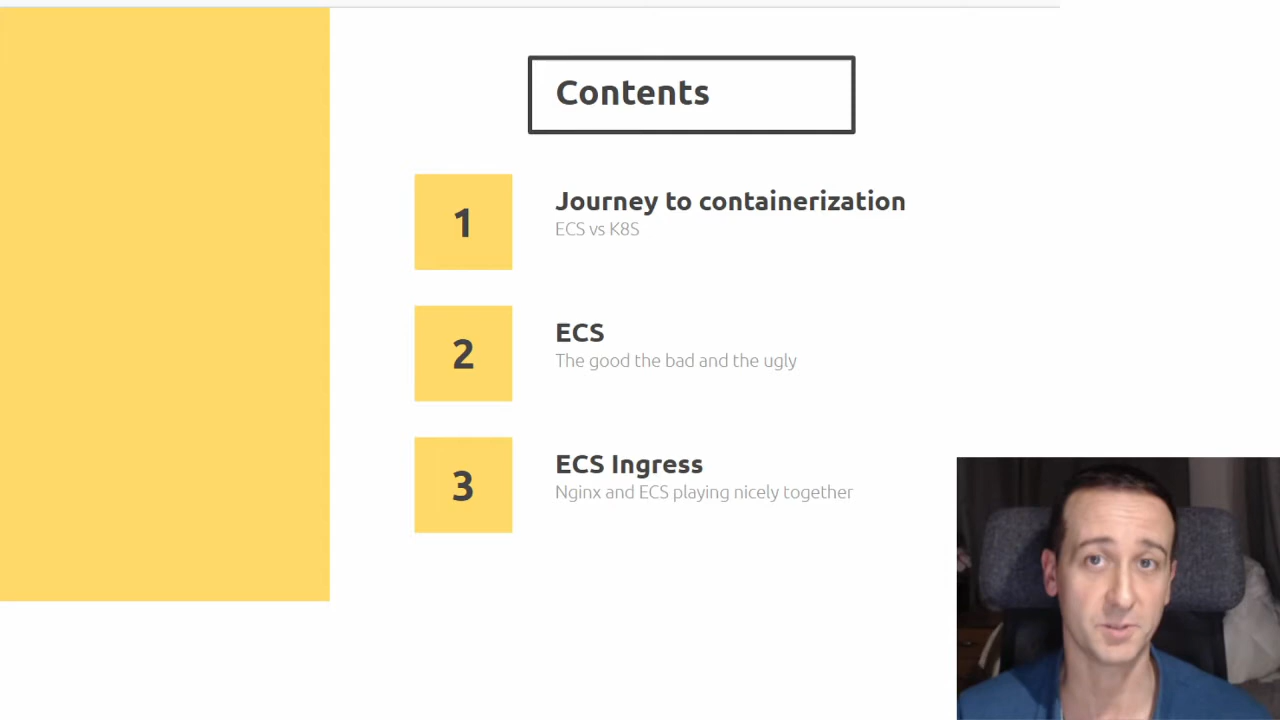 Contents
1
Journey to containerization
ECS vs K8S
2
ECS
The good the bad and the ugly
3
ECS Ingress
Nginx and ECS playing nicely together